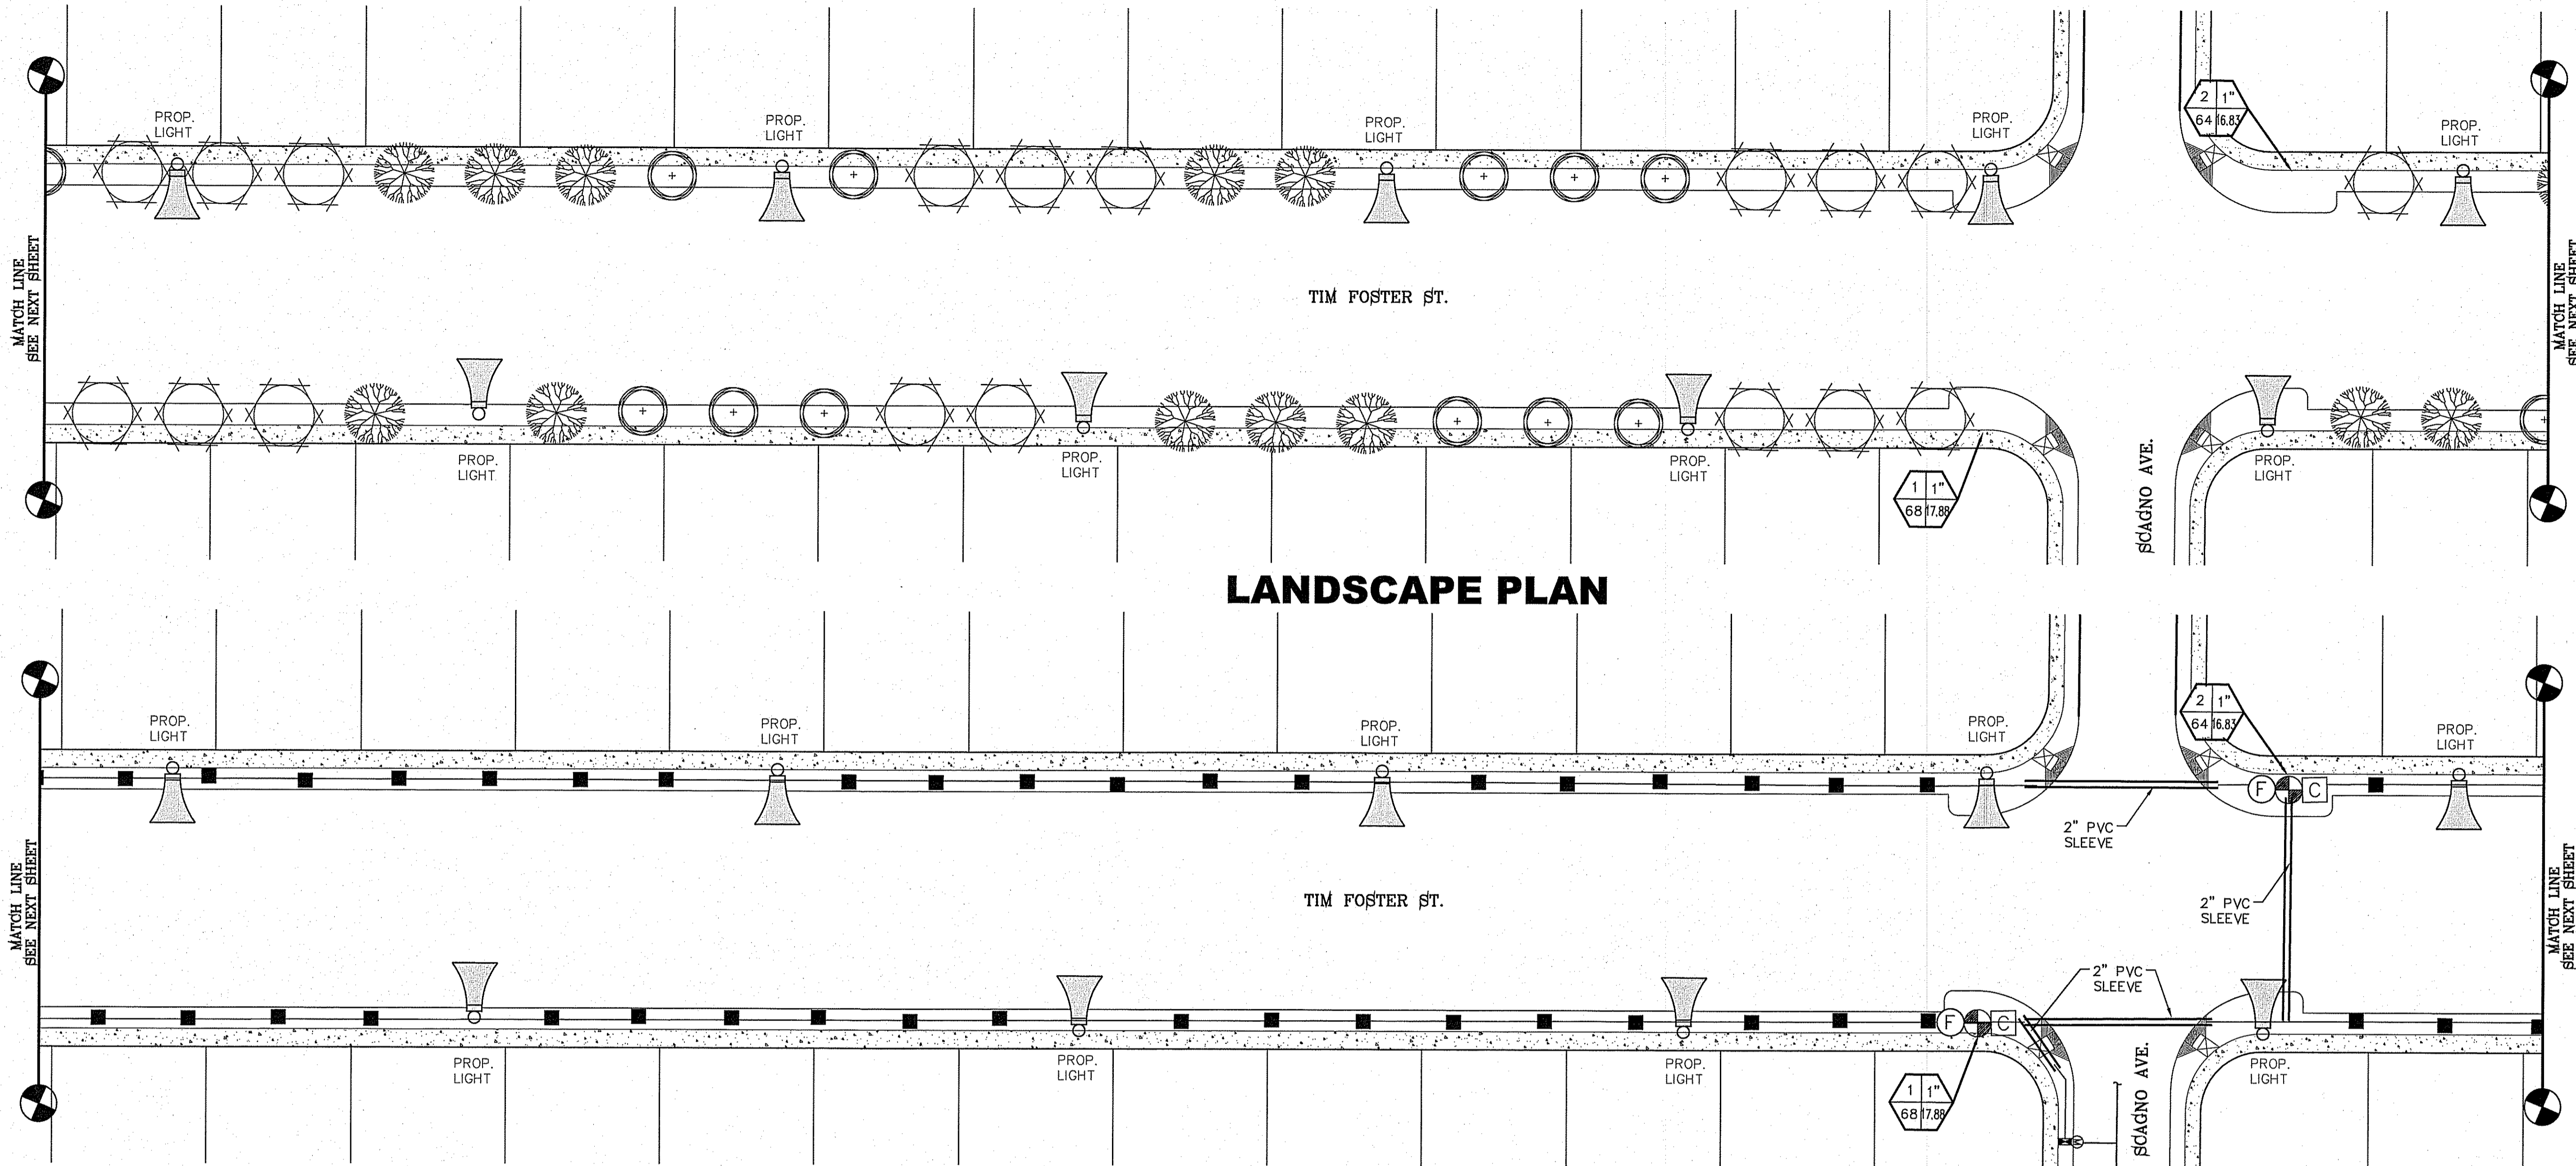 PROP.
LIGHT
PROP.
LIGHT
PROP.
LIGHT
PROP.
LIGHT
2 1"
64 16.83
PROP.
LIGHT
MATCH LINE
SEE NEXT SHEET
TIM FOSTER ST.
MATCH LINE
SEE NEXT SHEET
PROP.
LIGHT
PROP.
LIGHT
PROP.
LIGHT
1 1"
68 17.88
SCAGNO AVE.
PROP.
LIGHT
LANDSCAPE PLAN
PROP.
LIGHT
PROP.
LIGHT
PROP.
LIGHT
PROP.
LIGHT
2 1"
64 16.83
PROP.
LIGHT
F C
2" PVC
SLEEVE
MATCH LINE
SEE NEXT SHEET
TIM FOSTER ST.
2" PVC
SLEEVE
MATCH LINE
SEE NEXT SHEET
2" PVC
SLEEVE
F C
PROP.
LIGHT
PROP.
LIGHT
PROP.
LIGHT
1 1"
68 17.88
SCAGNO AVE.
PROP.
LIGHT